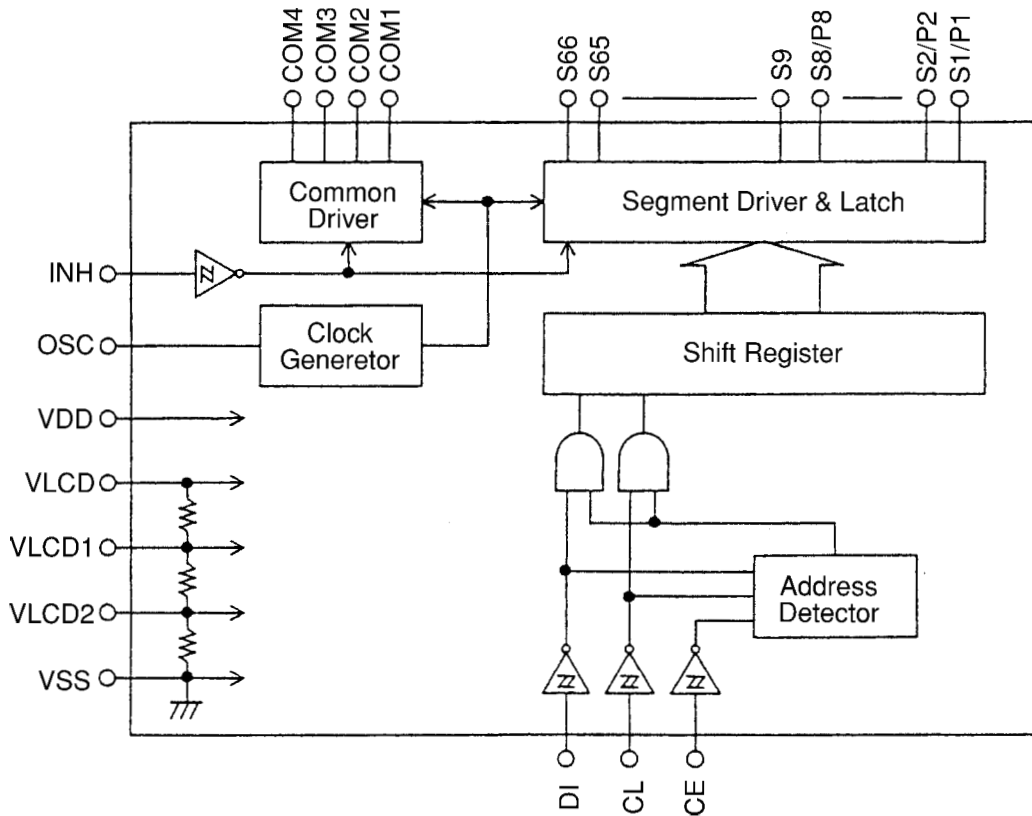 COM4
COM3
COM2
COM1
S66
S65
S9
S8/P8
S2/P2
S1/P1
Common
Driver
Segment Driver & Latch
INH
OSC
Clock
Generetor
Shift Register
VDD
VLCD
VLCD1
VLCD2
VSS
Address
Detector
DI
CL
CE